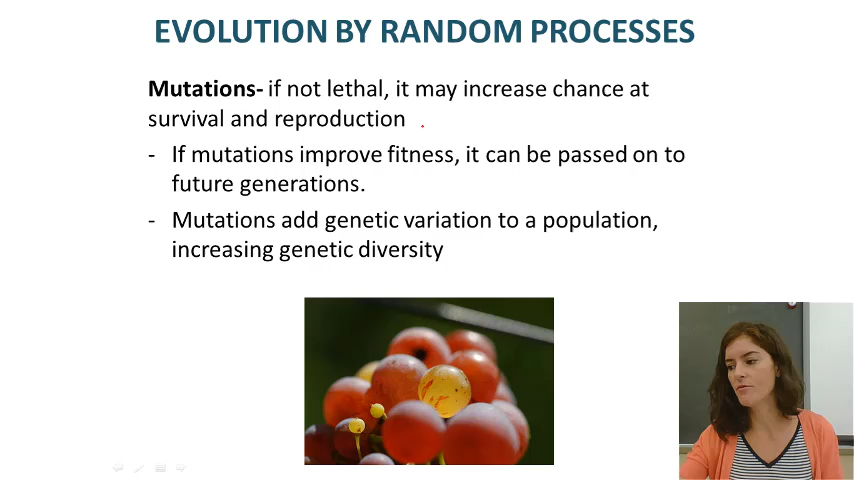 EVOLUTION BY RANDOM PROCESSES
Mutations- if not lethal, it may increase chance at
survival and reproduction
- If mutations improve fitness, it can be passed on to
future generations.
- Mutations add genetic variation to a population,
increasing genetic diversity